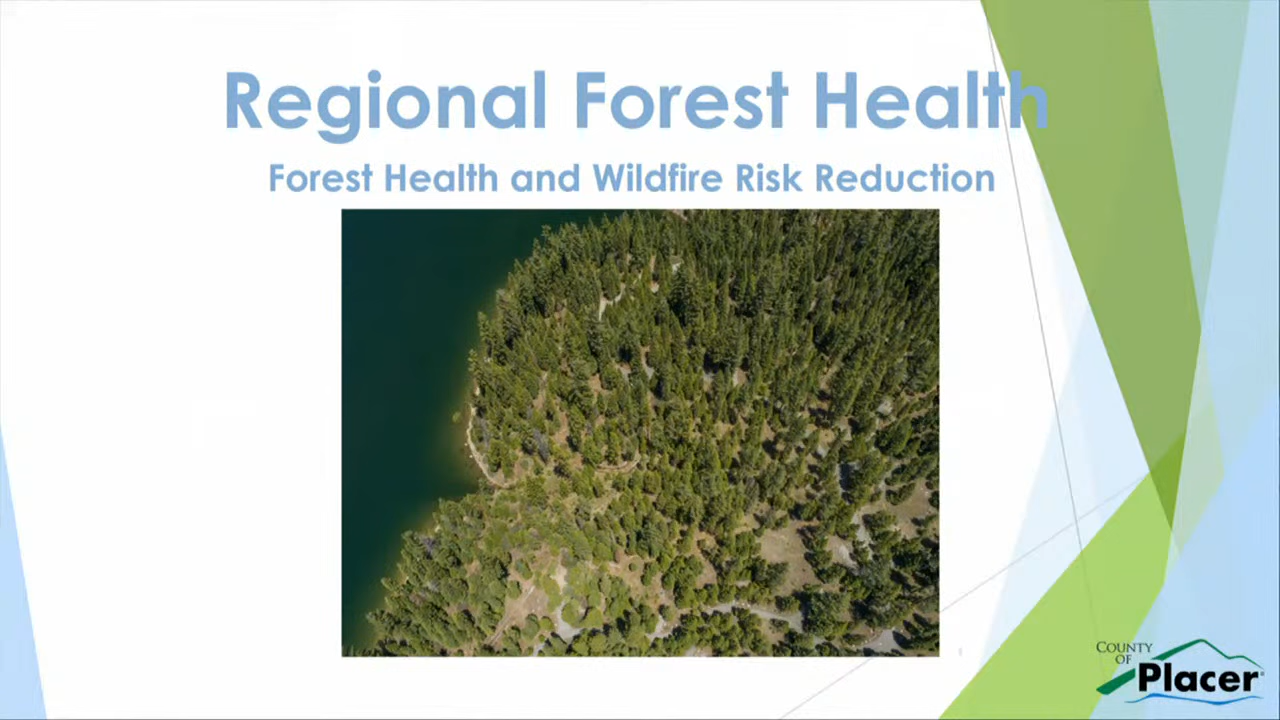 Regional Forest Health
Forest Health and Wildfire Risk Reduction
COUNTY
OF
Placer